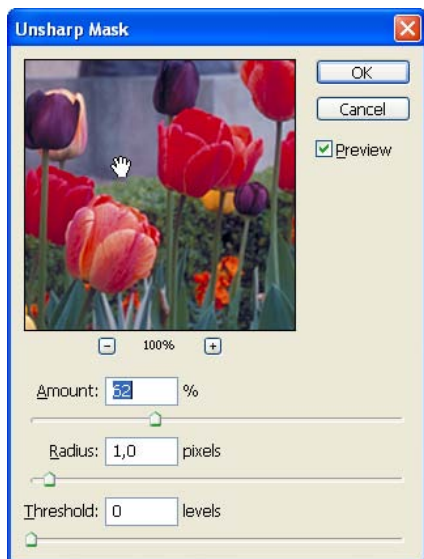 Unsharp Mask
OK
Cancel
Preview
100%
Amount: 62 %
Radius: 1,0 pixels
Threshold: 0 levels